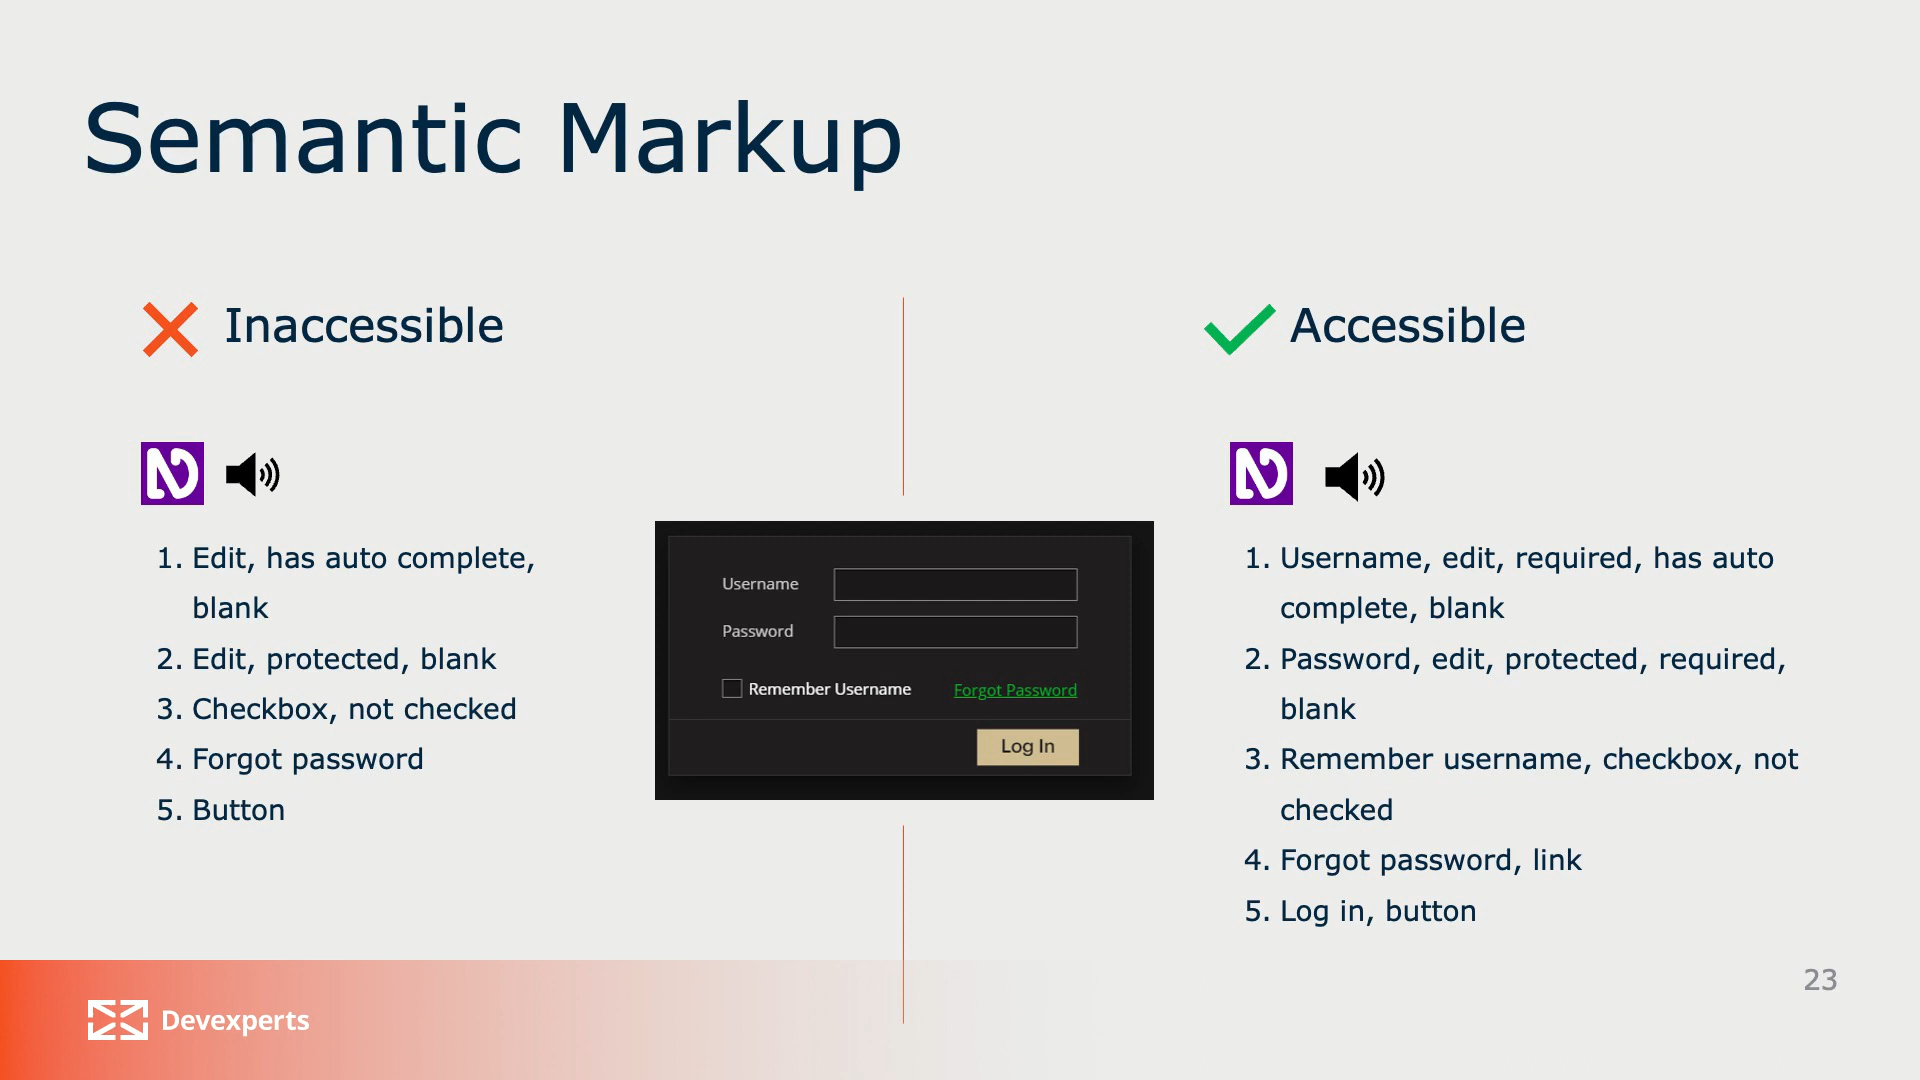 Semantic Markup
Inaccessible
1. Edit, has auto complete,
blank
2. Edit, protected, blank
3. Checkbox, not checked
4. Forgot password
5. Button
Username
Password
Remember Username
Forgot Password
Log In
Accessible
1. Username, edit, required, has auto
complete, blank
2. Password, edit, protected, required,
blank
3. Remember username, checkbox, not
checked
4. Forgot password, link
5. Log in, button
Devexperts
23